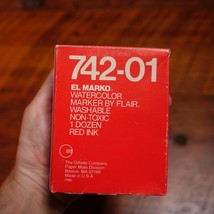 742-01
EL MARKO
WATERCOLOR
MARKER BY FLAIR.
WASHABLE
NON-TOXIC
1 DOZEN
RED INK
The Gillette Company
Paper Mate Division
Boston, MA 02199
Made in U.S.A.